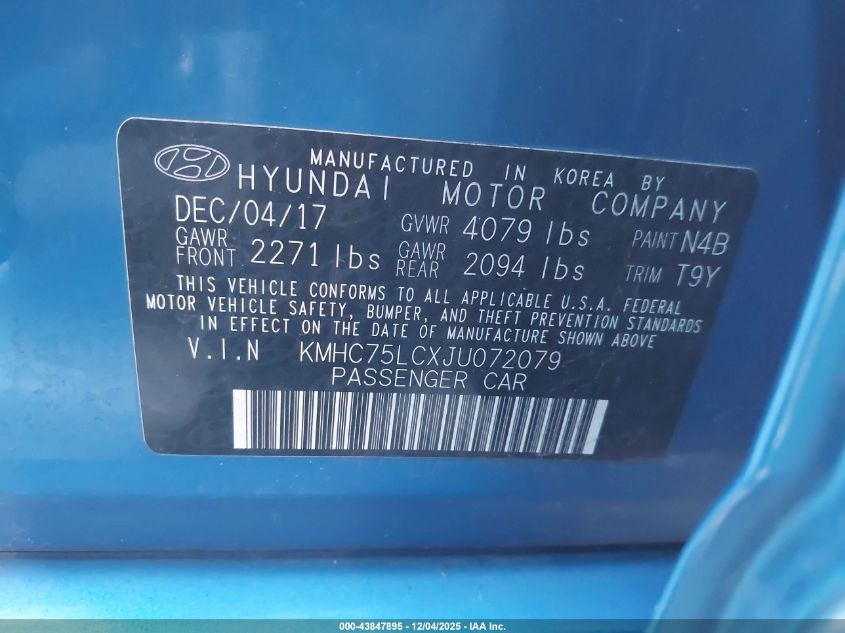 MANUFACTURED IN KOREA BY
HYUNDAI MOTOR COMPANY
DEC/04/17 GVWR 4079 lbs PAINT N4B
GAWR FRONT 2271 lbs GAWR REAR 2094 lbs TRIM T9Y
THIS VEHICLE CONFORMS TO ALL APPLICABLE U.S.A. FEDERAL
MOTOR VEHICLE SAFETY, BUMPER, AND THEFT PREVENTION STANDARDS
IN EFFECT ON THE DATE OF MANUFACTURE SHOWN ABOVE
V.I.N KMHC75LCXJU072079
PASSENGER CAR
000-43847895 - 12/04/2025 - IAA Inc.